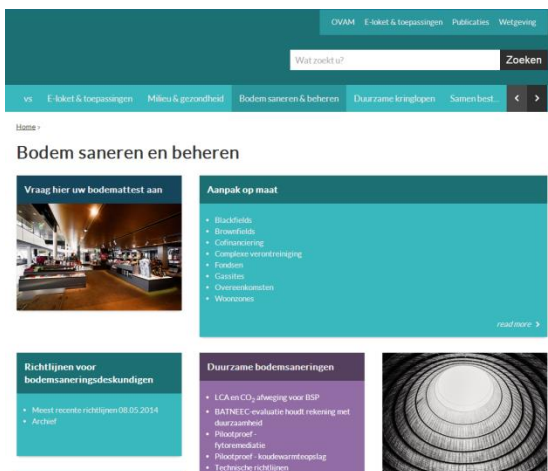 OVAM E-loket & toepassingen Publicaties Wetgeving
Wat zoekt u?
Zoeken
vs E-loket & toepassingen Milieu & gezondheid Bodem saneren & beheren Duurzame kringlopen Samen best... < >
Home ›
Bodem saneren en beheren
Vraag hier uw bodemattest aan
Aanpak op maat
• Blackfields
• Brownfields
• Cofinanciering
• Complexe verontreiniging
• Fondsen
• Gassites
• Overeenkomsten
• Woonzones
read more ❯
Richtlijnen voor
bodemsaneringsdeskundigen
• Meest recente richtlijnen 08.05.2014
• Archief
Duurzame bodemsaneringen
• LCA en CO₂ afweging voor BSP
• BATNEEC-evaluatie houdt rekening met
duurzaamheid
• Pilootproef -
fytoremediatie
• Pilootproef - koudewarmteopslag
• Technische richtlijnen